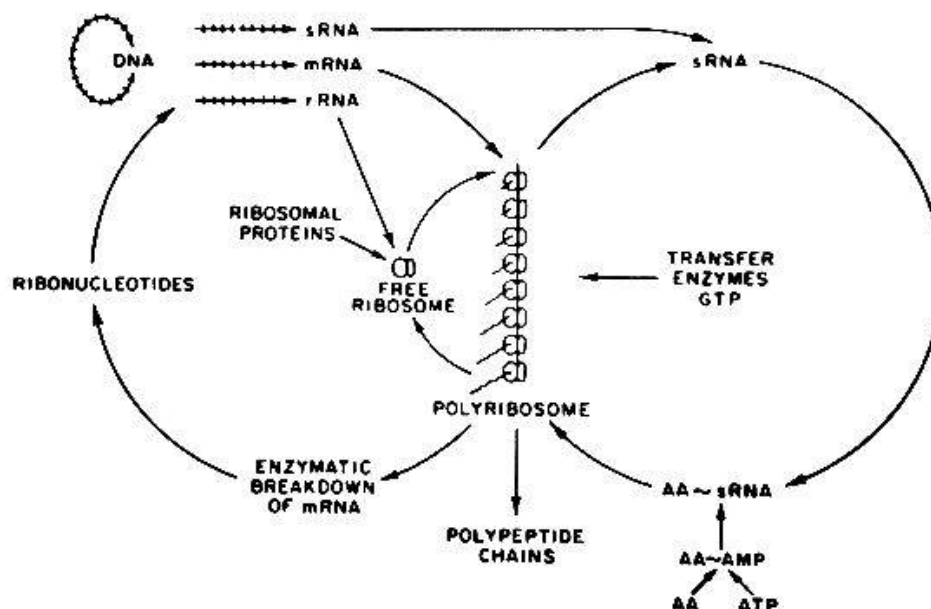 DNA
sRNA
mRNA
rRNA
sRNA
RIBOSOMAL
PROTEINS
FREE
RIBOSOME
RIBONUCLEOTIDES
TRANSFER
ENZYMES
GTP
POLYRIBOSOME
ENZYMATIC
BREAKDOWN
OF mRNA
POLYPEPTIDE
CHAINS
AA~sRNA
AA~AMP
AA ATP